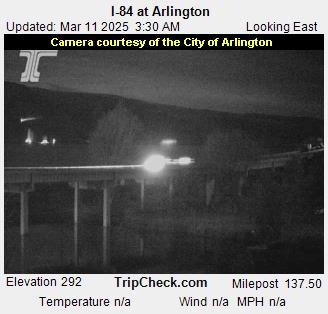 I-84 at Arlington
Updated: Mar 11 2025 3:30 AM Looking East
Camera courtesy of the City of Arlington
Elevation 292 TripCheck.com Milepost 137.50
Temperature n/a Wind n/a MPH n/a